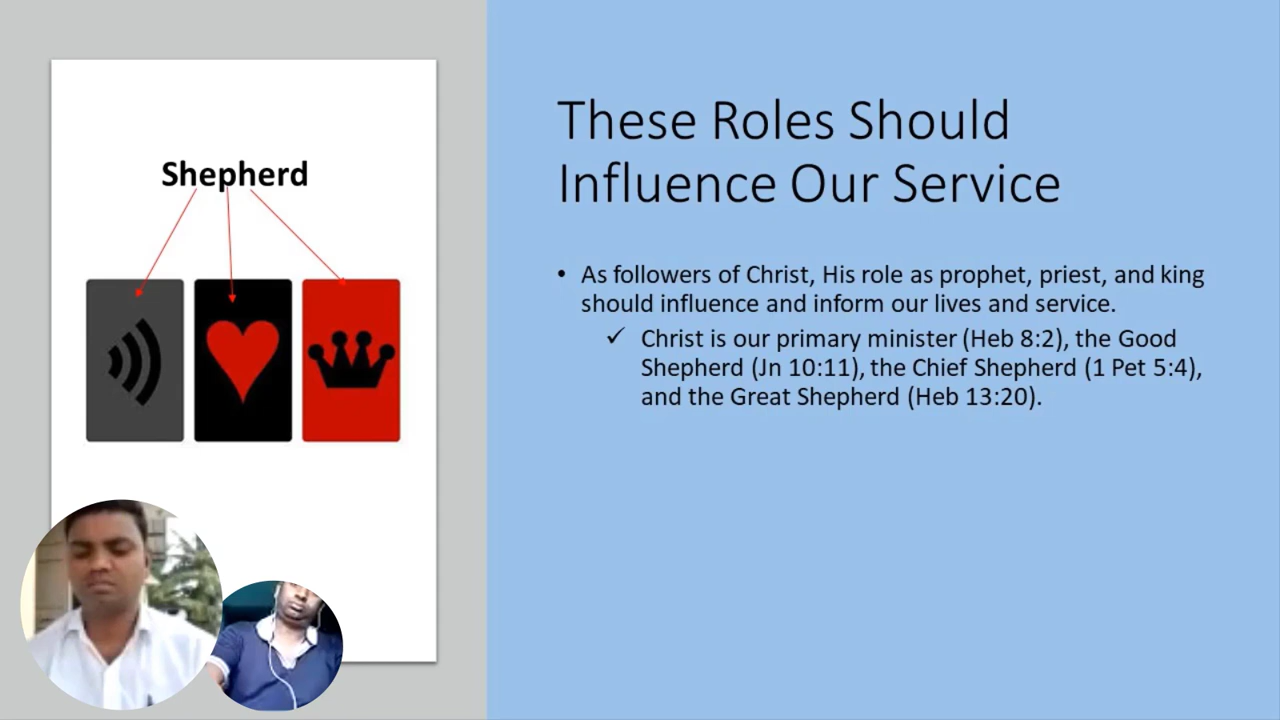 Shepherd
These Roles Should
Influence Our Service
• As followers of Christ, His role as prophet, priest, and king
should influence and inform our lives and service.
✓ Christ is our primary minister (Heb 8:2), the Good
Shepherd (Jn 10:11), the Chief Shepherd (1 Pet 5:4),
and the Great Shepherd (Heb 13:20).